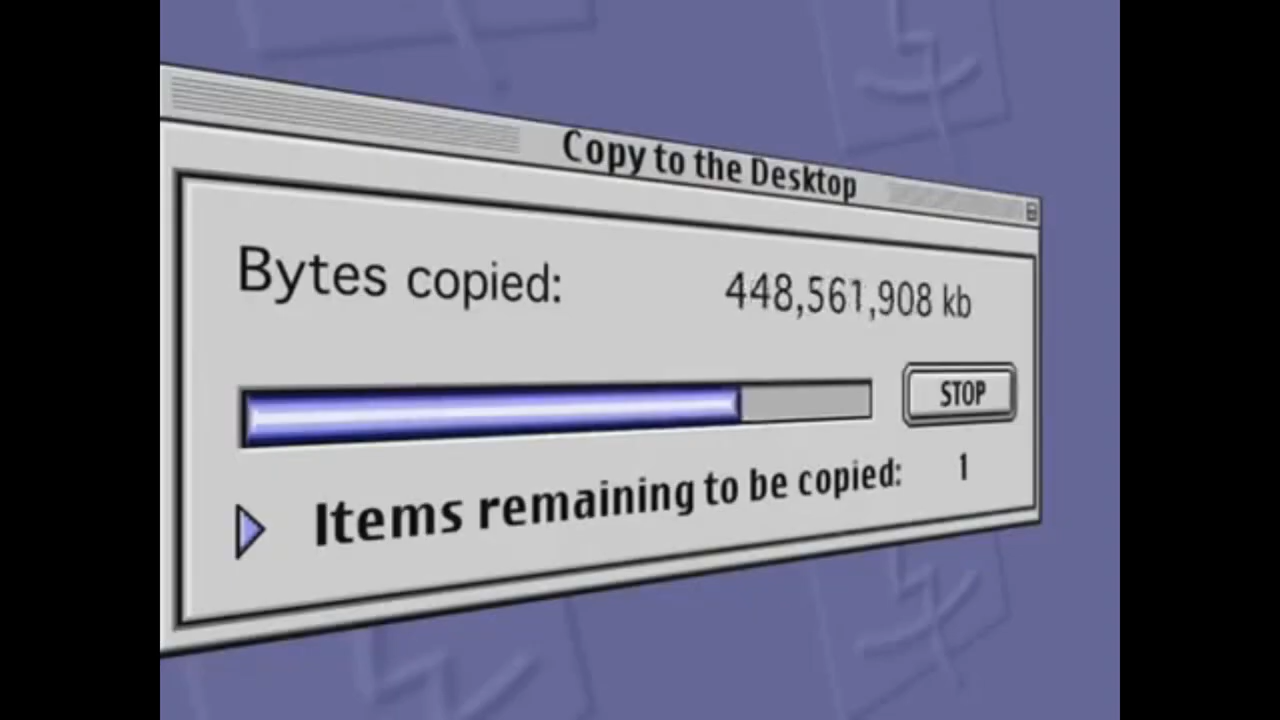 Copy to the Desktop
Bytes copied: 448,561,908 kb
STOP
Items remaining to be copied: 1